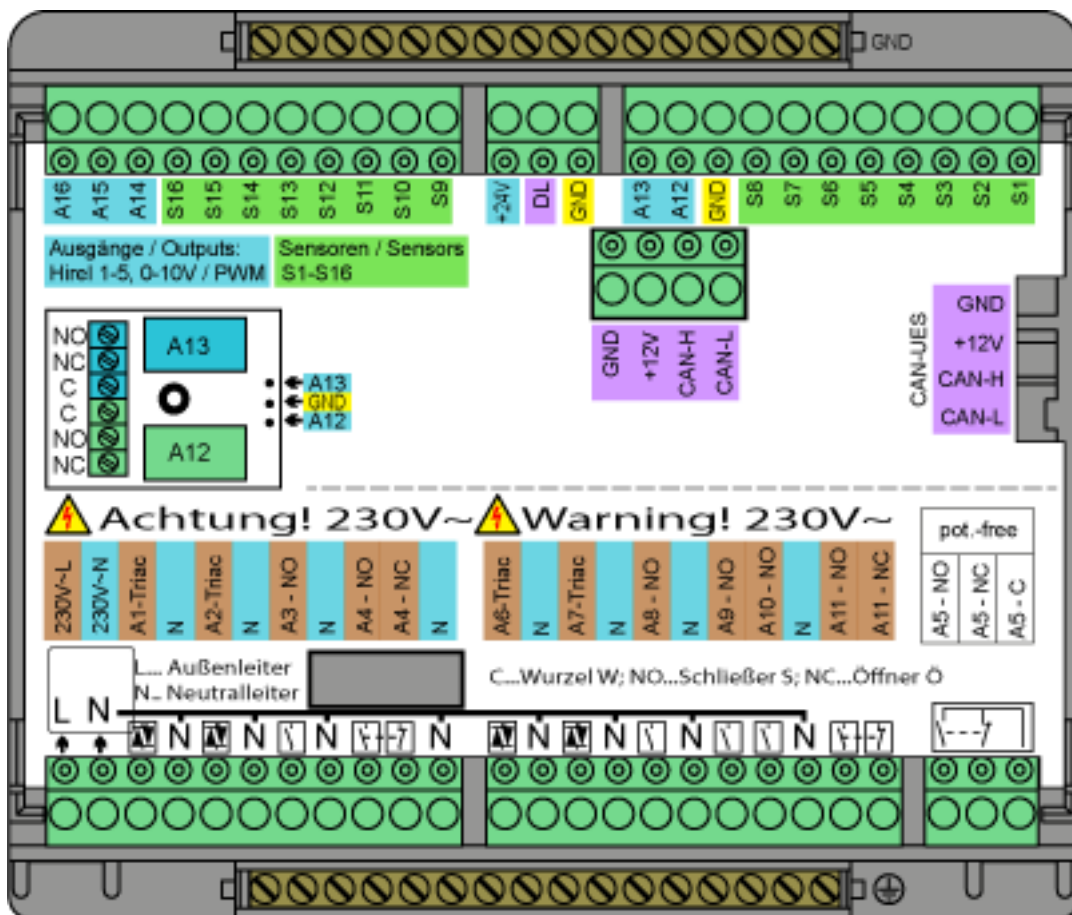 GND
A16 A15 A14 S16 S15 S14 S13 S12 S11 S10 S9
+24V DL GND
A13 A12 GND S8 S7 S6 S5 S4 S3 S2 S1
Ausgänge / Outputs:
Hirel 1-5, 0-10V / PWM
Sensoren / Sensors
S1-S16
GND +12V CAN-H CAN-L
CAN-UES
GND
+12V
CAN-H
CAN-L
NO
NC
C
C
NO
NC
A13
A12
A13
GND
A12
Achtung! 230V~
Warning! 230V~
230V~L 230V~N A1-Triac N A2-Triac N A3 - NO N A4 - NO A4 - NC N
A6-Triac N A7-Triac N A8 - NO N A9 - NO A10 - NO N A11 - NO A11 - NC
pot.-free
A5 - NO A5 - NC A5 - C
L... Außenleiter
N... Neutralleiter
C...Wurzel W; NO...Schließer S; NC...Öffner Ö
L N N N N N N N N